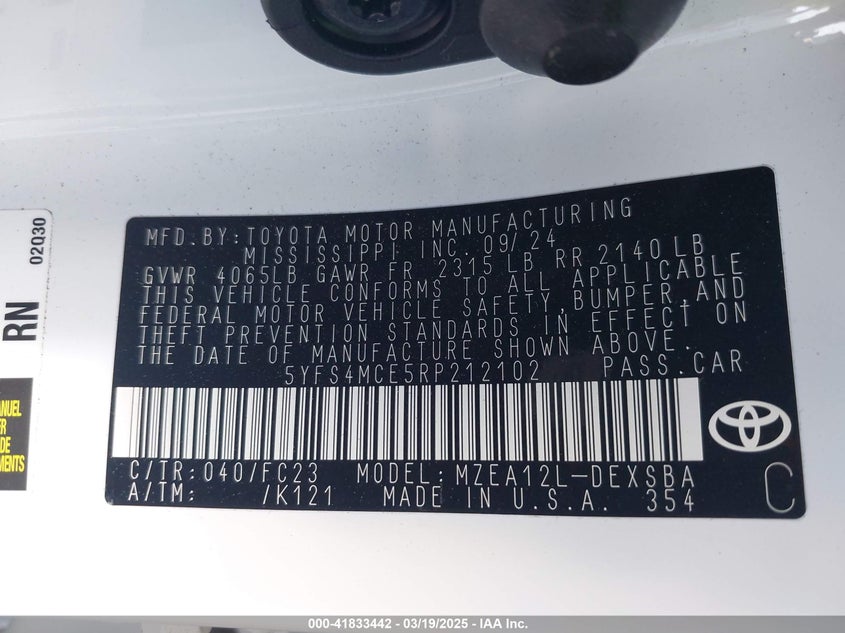 MFD. BY: TOYOTA MOTOR MANUFACTURING
MISSISSIPPI INC. 09/24
GVWR 4065LB GAWR FR 2315 LB RR 2140 LB
THIS VEHICLE CONFORMS TO ALL APPLICABLE
FEDERAL MOTOR VEHICLE SAFETY, BUMPER, AND
THEFT PREVENTION STANDARDS IN EFFECT ON
THE DATE OF MANUFACTURE SHOWN ABOVE.
5YFS4MCE5RP212102 PASS. CAR
C/TR: 040/FC23 MODEL: MZEA12L-DEXSBA
A/TM: /K121 MADE IN U.S.A. 354
C
02Q30
RN
000-41833442 - 03/19/2025 - IAA Inc.